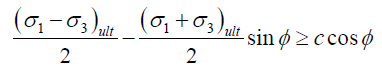 (σ₁ − σ₃)ᵤₗₜ / 2 − (σ₁ + σ₃)ᵤₗₜ / 2 sin ϕ ≥ c cos ϕ